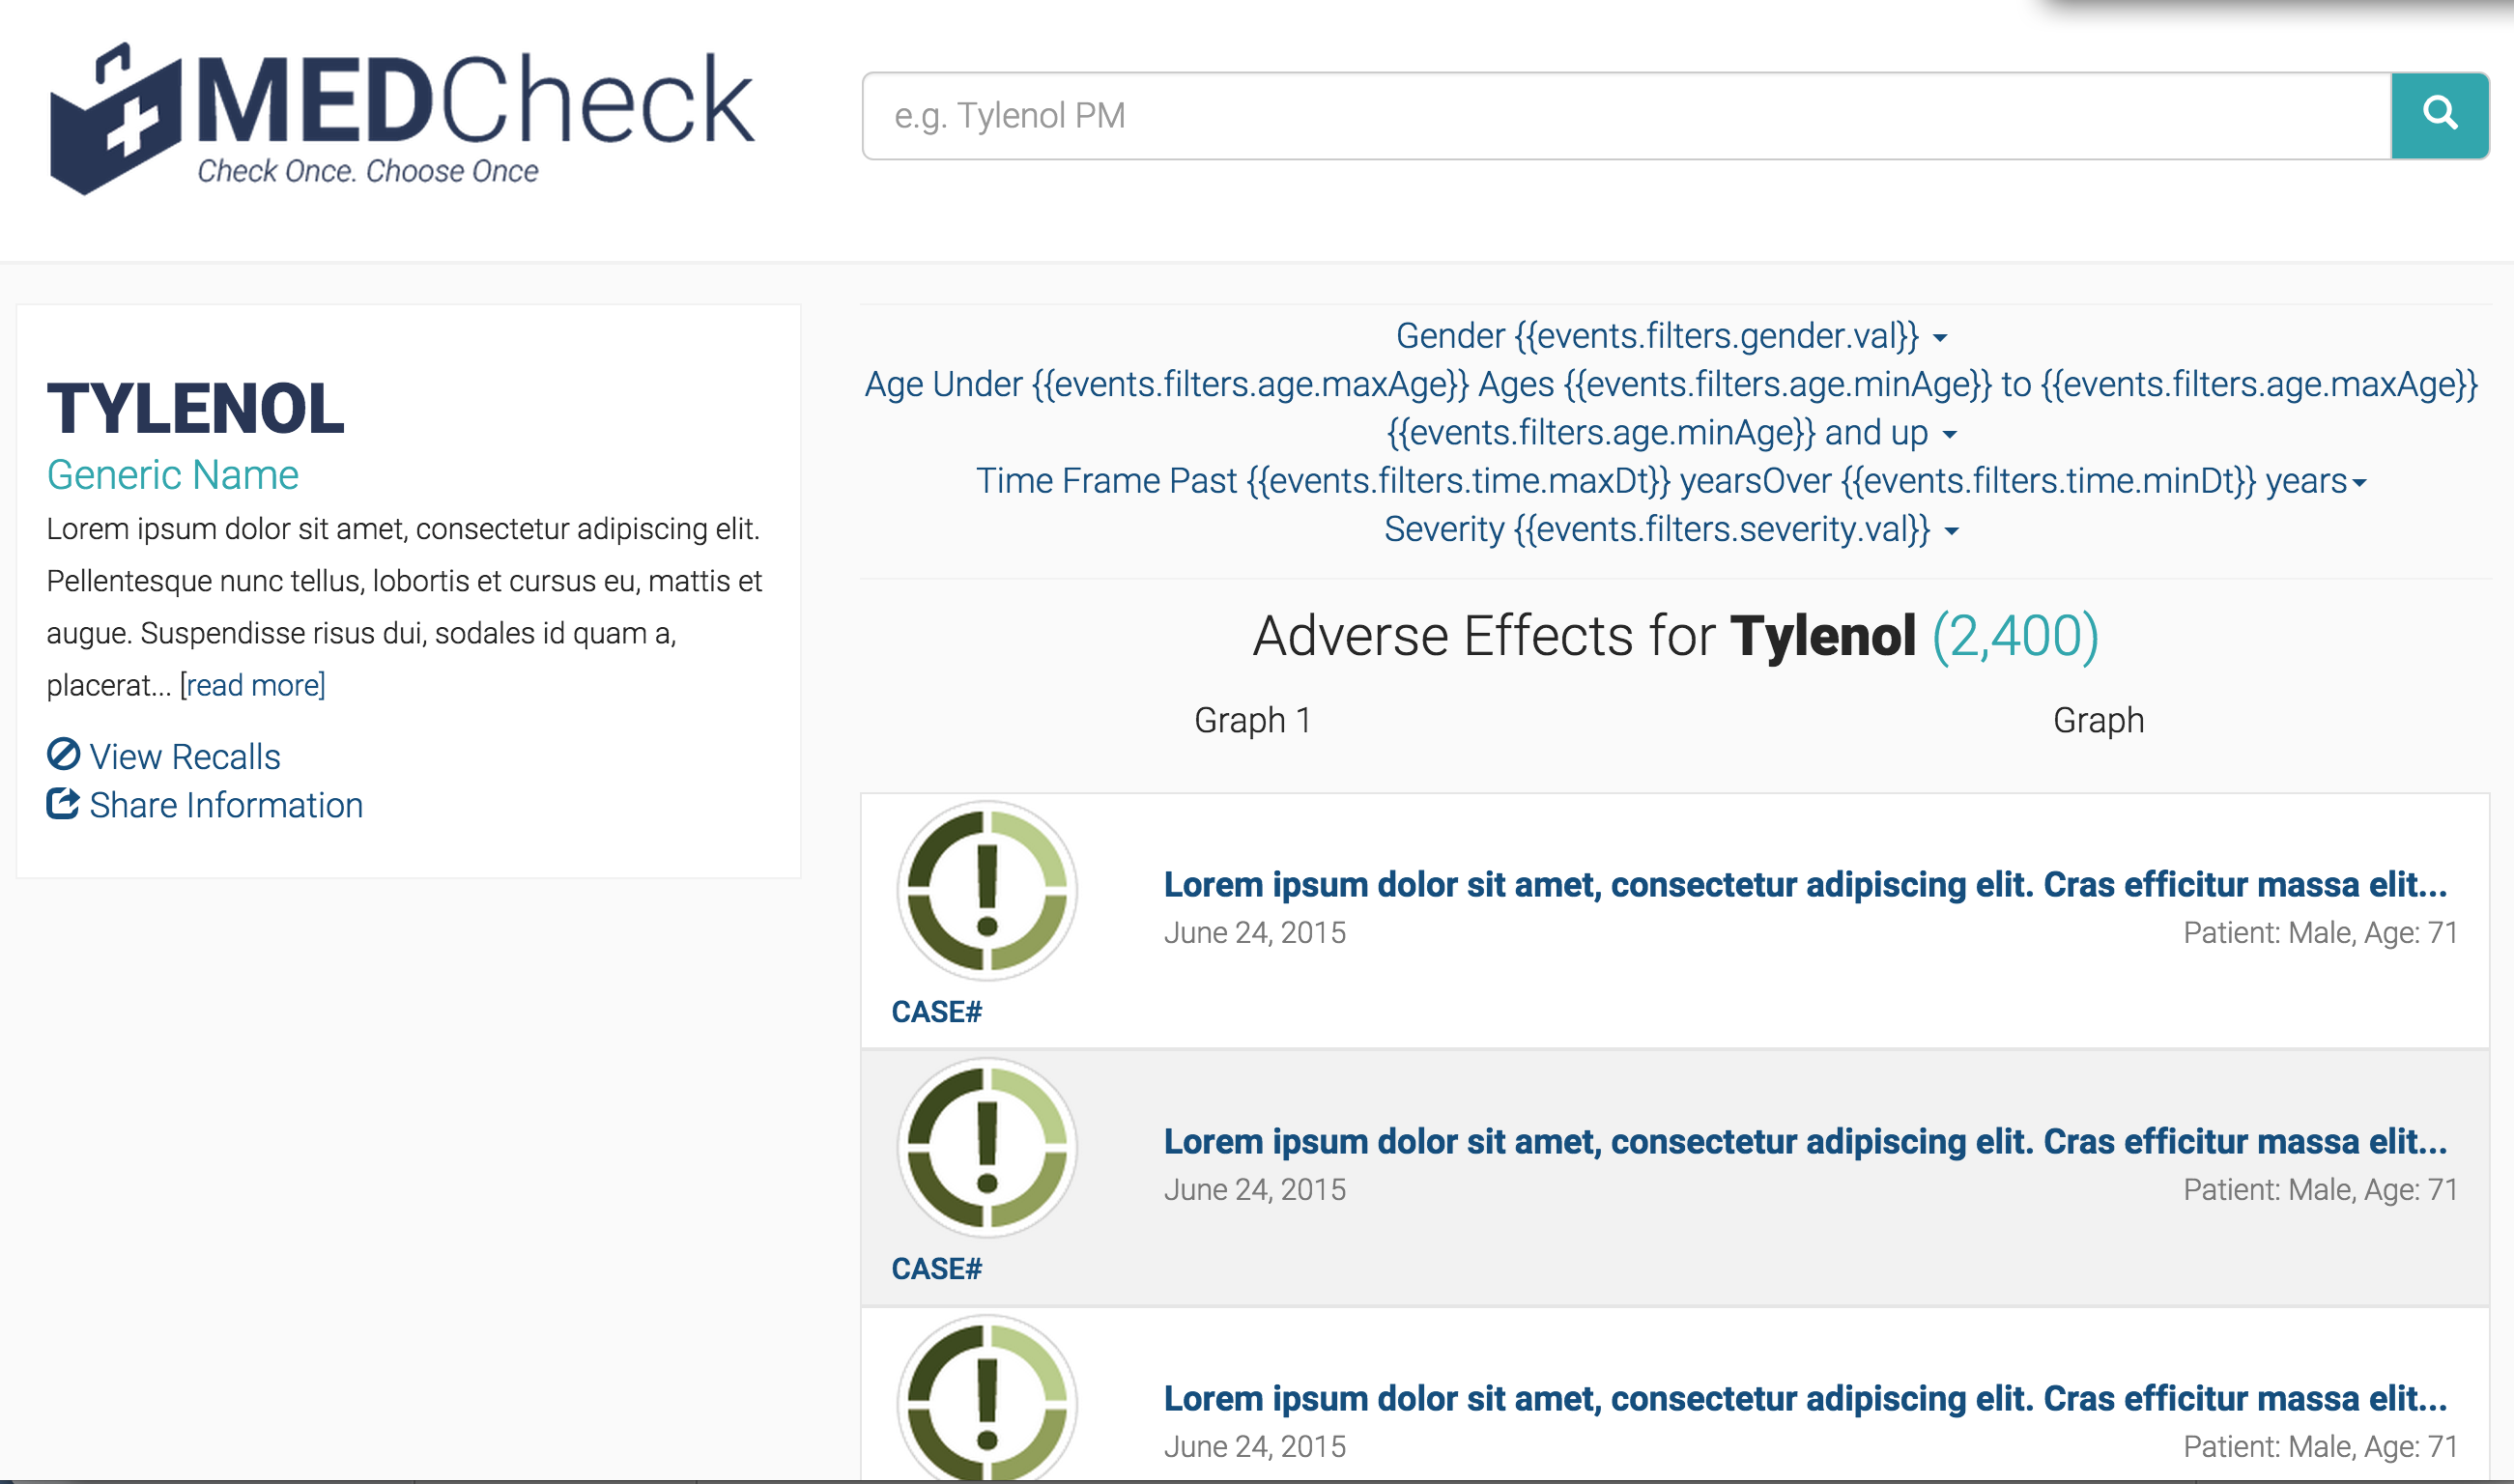 MEDCheck
Check Once. Choose Once
e.g. Tylenol PM
TYLENOL
Generic Name
Lorem ipsum dolor sit amet, consectetur adipiscing elit.
Pellentesque nunc tellus, lobortis et cursus eu, mattis et
augue. Suspendisse risus dui, sodales id quam a,
placerat... [read more]
View Recalls
Share Information
Gender {{events.filters.gender.val}}
Age Under {{events.filters.age.maxAge}} Ages {{events.filters.age.minAge}} to {{events.filters.age.maxAge}}
{{events.filters.age.minAge}} and up
Time Frame Past {{events.filters.time.maxDt}} yearsOver {{events.filters.time.minDt}} years
Severity {{events.filters.severity.val}}
Adverse Effects for Tylenol (2,400)
Graph 1
Graph
Lorem ipsum dolor sit amet, consectetur adipiscing elit. Cras efficitur massa elit...
June 24, 2015
Patient: Male, Age: 71
CASE#
Lorem ipsum dolor sit amet, consectetur adipiscing elit. Cras efficitur massa elit...
June 24, 2015
Patient: Male, Age: 71
CASE#
Lorem ipsum dolor sit amet, consectetur adipiscing elit. Cras efficitur massa elit...
June 24, 2015
Patient: Male, Age: 71